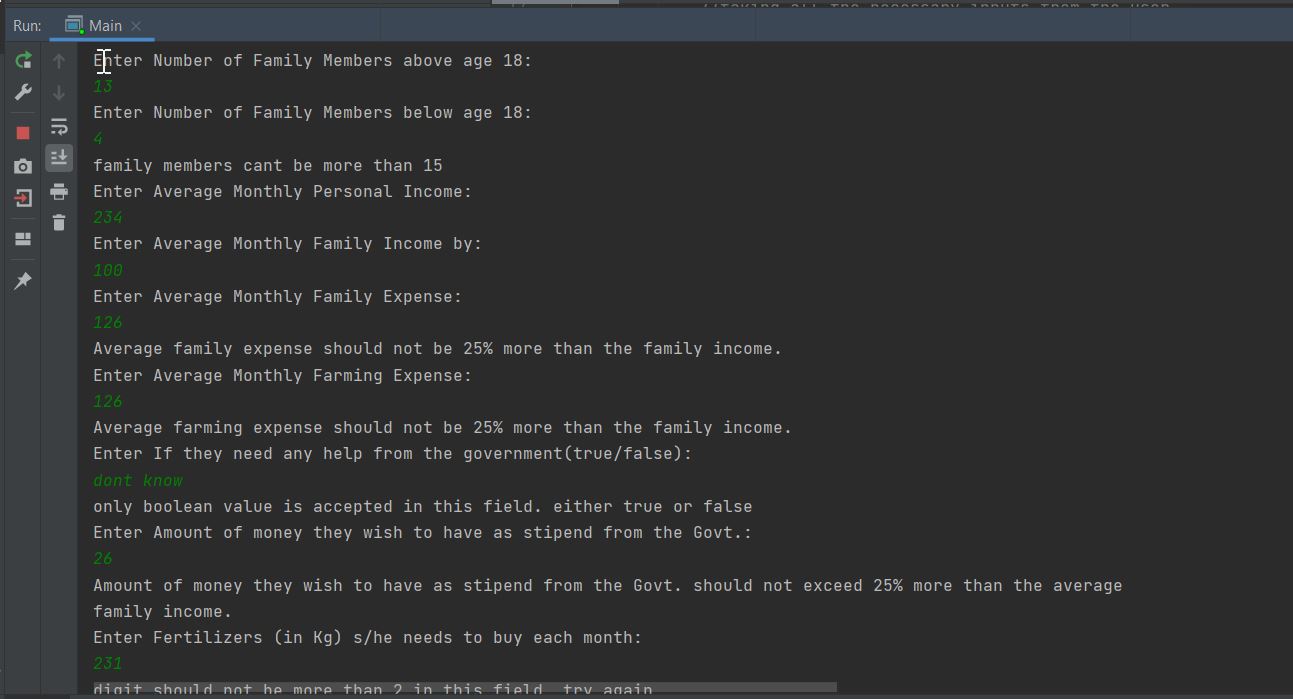 //taking all the necessary inputs from the user
Run: Main
Enter Number of Family Members above age 18:
13
Enter Number of Family Members below age 18:
4
family members cant be more than 15
Enter Average Monthly Personal Income:
234
Enter Average Monthly Family Income by:
100
Enter Average Monthly Family Expense:
126
Average family expense should not be 25% more than the family income.
Enter Average Monthly Farming Expense:
126
Average farming expense should not be 25% more than the family income.
Enter If they need any help from the government(true/false):
dont know
only boolean value is accepted in this field. either true or false
Enter Amount of money they wish to have as stipend from the Govt.:
26
Amount of money they wish to have as stipend from the Govt. should not exceed 25% more than the average
family income.
Enter Fertilizers (in Kg) s/he needs to buy each month:
231
digit should not be more than 2 in this field. try again